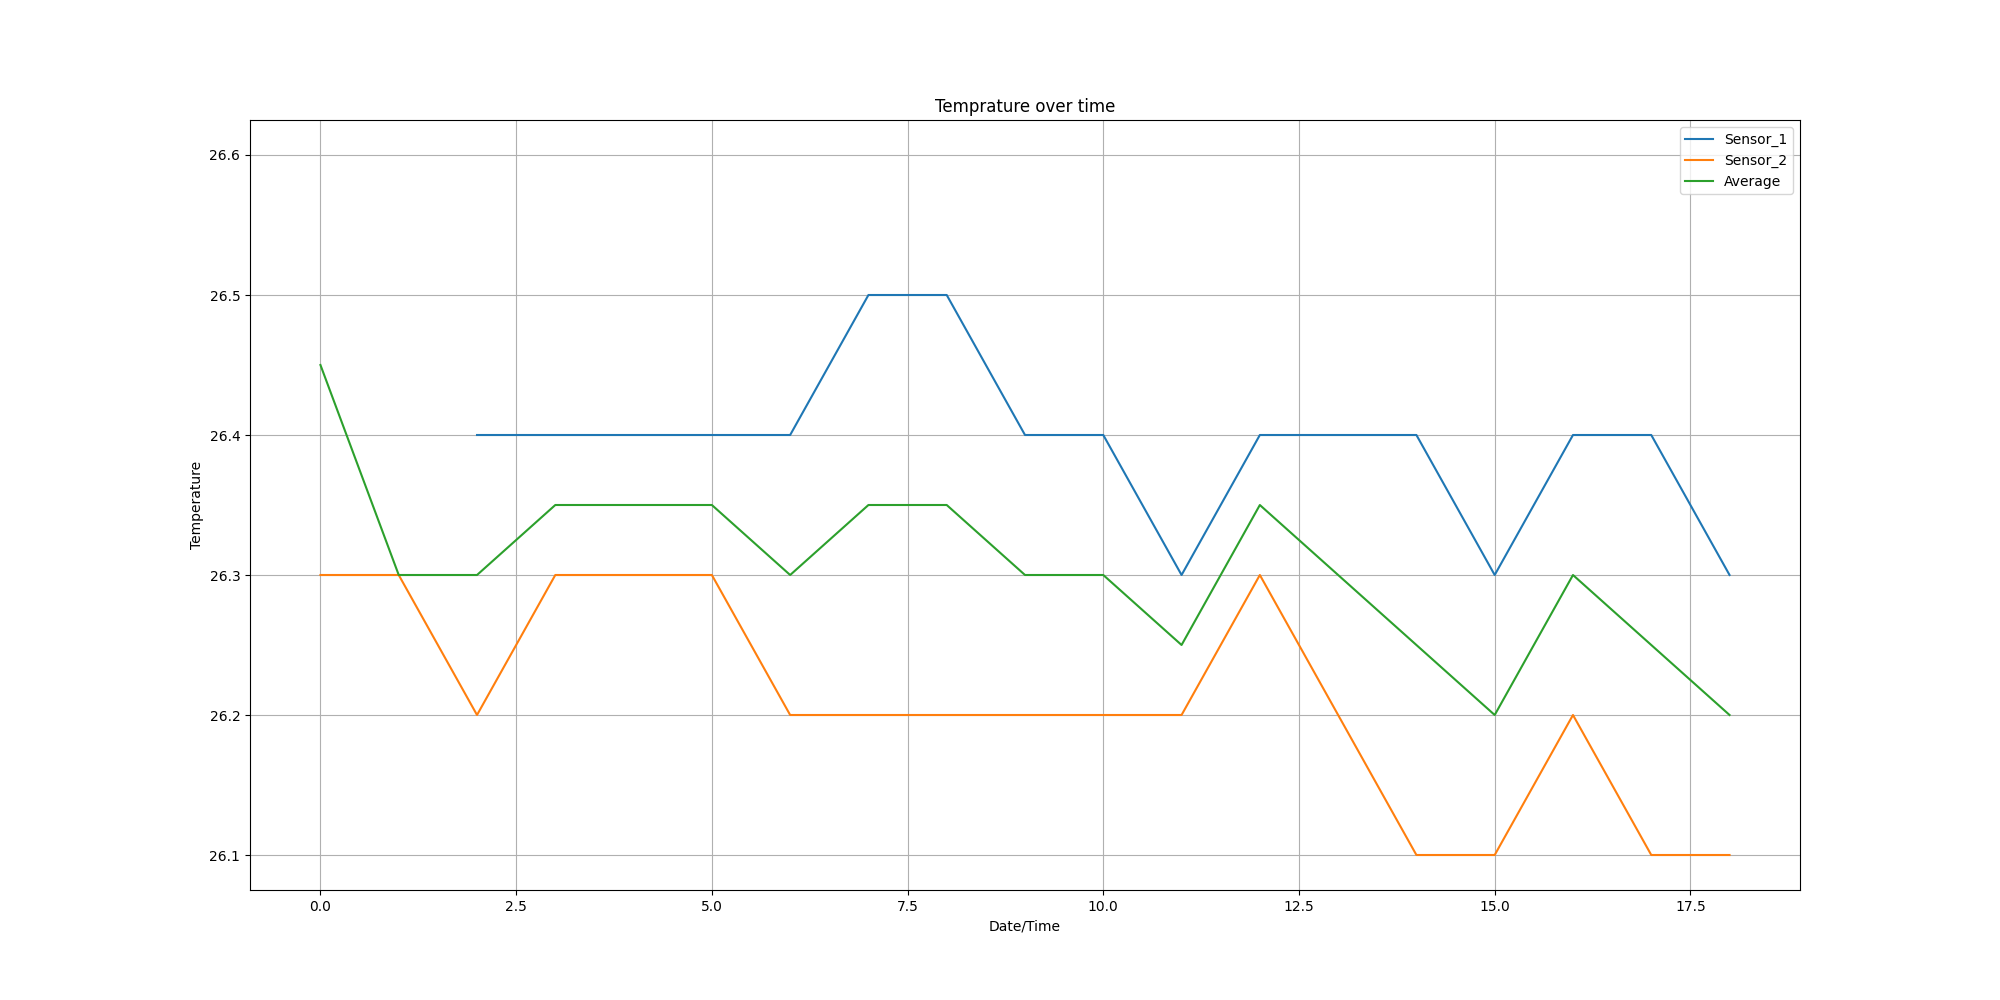 Temprature over time
Sensor_1
Sensor_2
Average
26.6
26.5
26.4
26.3
26.2
26.1
Temperature
0.0 2.5 5.0 7.5 10.0 12.5 15.0 17.5
Date/Time